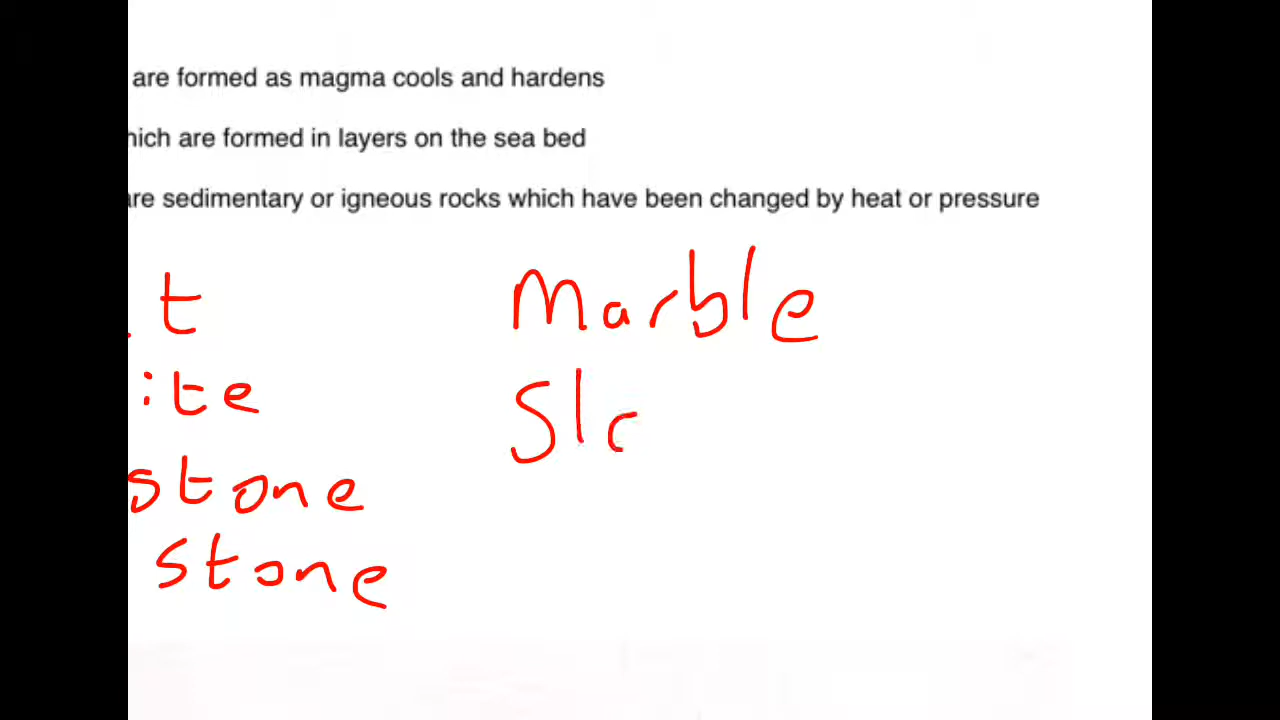 are formed as magma cools and hardens
hich are formed in layers on the sea bed
are sedimentary or igneous rocks which have been changed by heat or pressure
t Marble
ite Slc
stone
stone